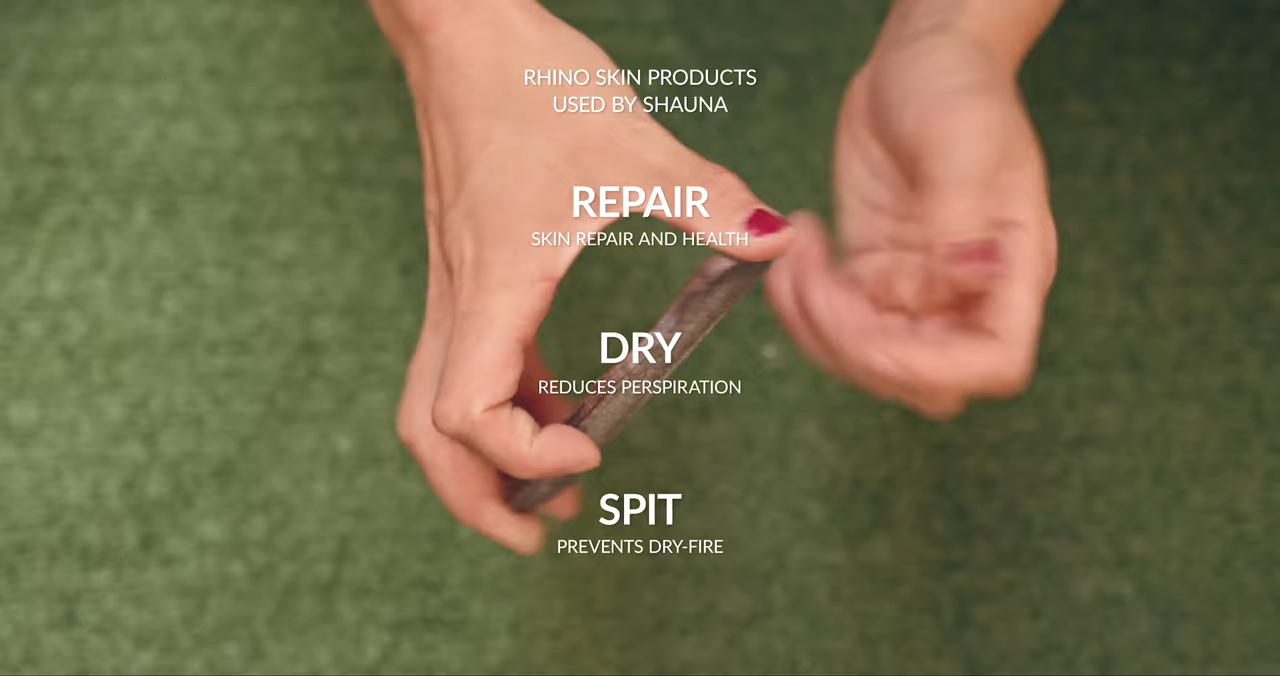 RHINO SKIN PRODUCTS
USED BY SHAUNA
REPAIR
SKIN REPAIR AND HEALTH
DRY
REDUCES PERSPIRATION
SPIT
PREVENTS DRY-FIRE